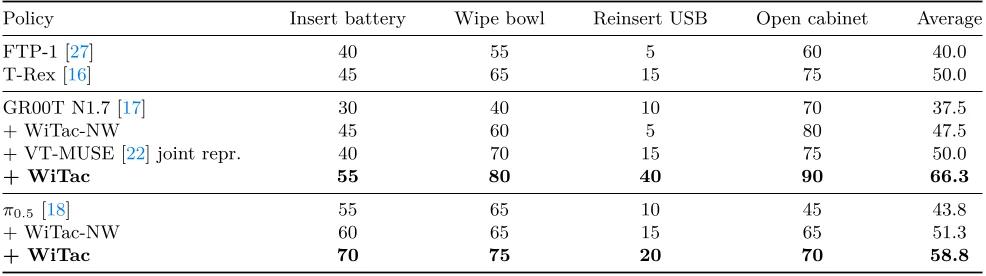 Policy Insert battery Wipe bowl Reinsert USB Open cabinet Average
FTP-1 [27] 40 55 5 60 40.0
T-Rex [16] 45 65 15 75 50.0
GR00T N1.7 [17] 30 40 10 70 37.5
+ WiTac-NW 45 60 5 80 47.5
+ VT-MUSE [22] joint repr. 40 70 15 75 50.0
+ WiTac 55 80 40 90 66.3
π0.5 [18] 55 65 10 45 43.8
+ WiTac-NW 60 65 15 65 51.3
+ WiTac 70 75 20 70 58.8